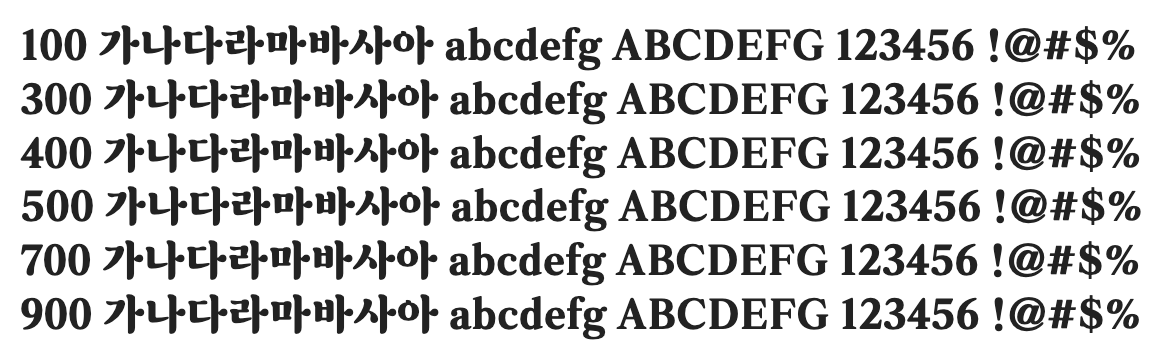 100 가나다라마바사아 abcdefg ABCDEFG 123456 !@#$%
300 가나다라마바사아 abcdefg ABCDEFG 123456 !@#$%
400 가나다라마바사아 abcdefg ABCDEFG 123456 !@#$%
500 가나다라마바사아 abcdefg ABCDEFG 123456 !@#$%
700 가나다라마바사아 abcdefg ABCDEFG 123456 !@#$%
900 가나다라마바사아 abcdefg ABCDEFG 123456 !@#$%